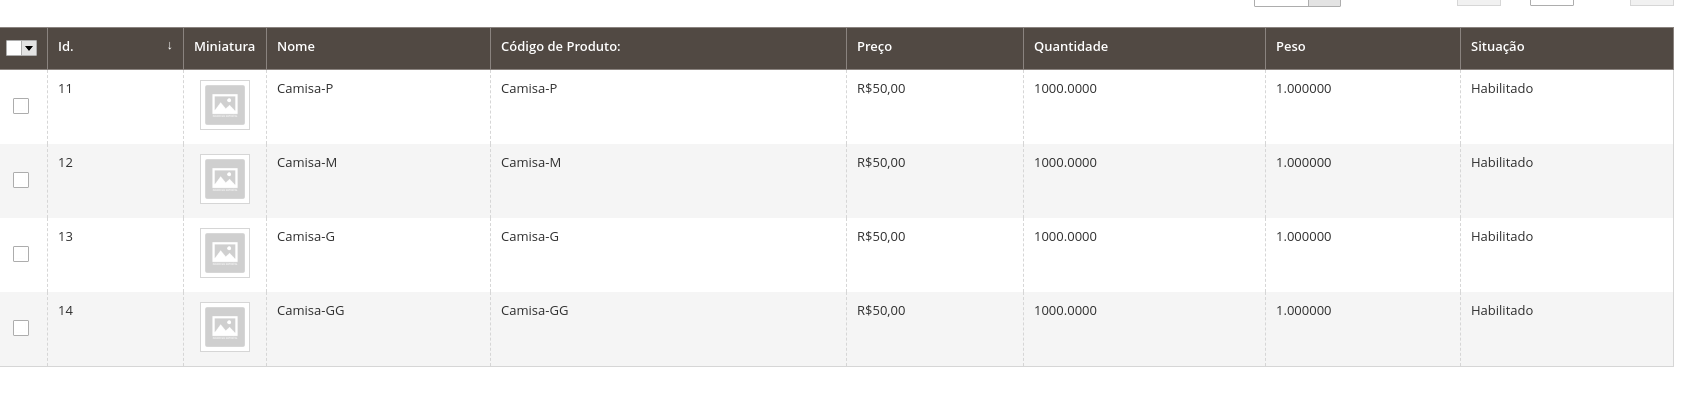 Id. ↓ Miniatura Nome Código de Produto: Preço Quantidade Peso Situação
11 Camisa-P Camisa-P R$50,00 1000.0000 1.000000 Habilitado
12 Camisa-M Camisa-M R$50,00 1000.0000 1.000000 Habilitado
13 Camisa-G Camisa-G R$50,00 1000.0000 1.000000 Habilitado
14 Camisa-GG Camisa-GG R$50,00 1000.0000 1.000000 Habilitado